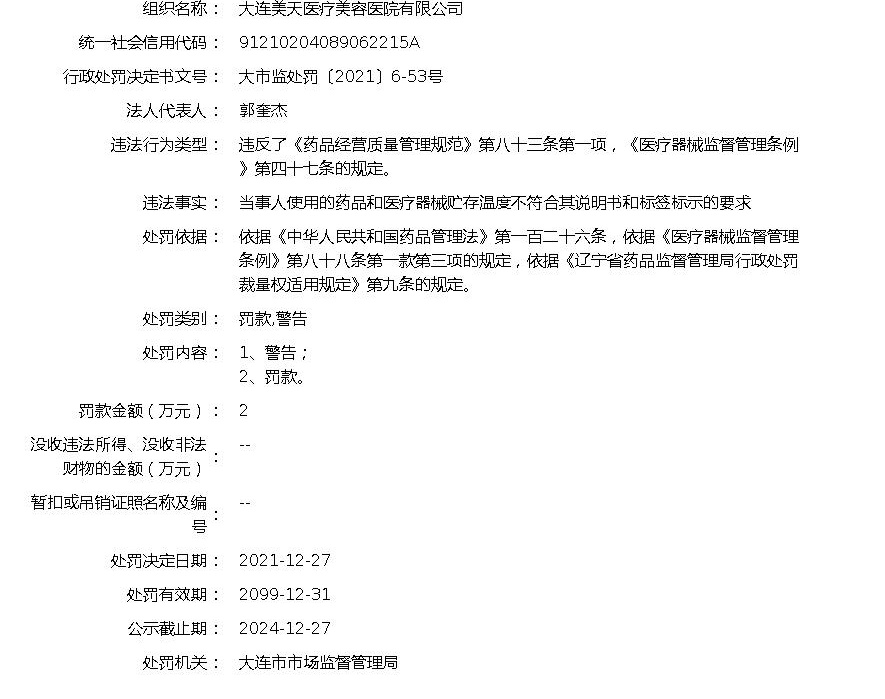 组织名称： 大连美天医疗美容医院有限公司
统一社会信用代码： 91210204089062215A
行政处罚决定书文号： 大市监处罚〔2021〕6-53号
法人代表人： 郭奎杰
违法行为类型： 违反了《药品经营质量管理规范》第八十三条第一项，《医疗器械监督管理条例
》第四十七条的规定。
违法事实： 当事人使用的药品和医疗器械贮存温度不符合其说明书和标签标示的要求
处罚依据： 依据《中华人民共和国药品管理法》第一百二十六条，依据《医疗器械监督管理
条例》第八十八条第一款第三项的规定，依据《辽宁省药品监督管理局行政处罚
裁量权适用规定》第九条的规定。
处罚类别： 罚款,警告
处罚内容： 1、警告；
2、罚款。
罚款金额（万元）： 2
没收违法所得、没收非法
财物的金额（万元）： --
暂扣或吊销证照名称及编
号： --
处罚决定日期： 2021-12-27
处罚有效期： 2099-12-31
公示截止期： 2024-12-27
处罚机关： 大连市市场监督管理局